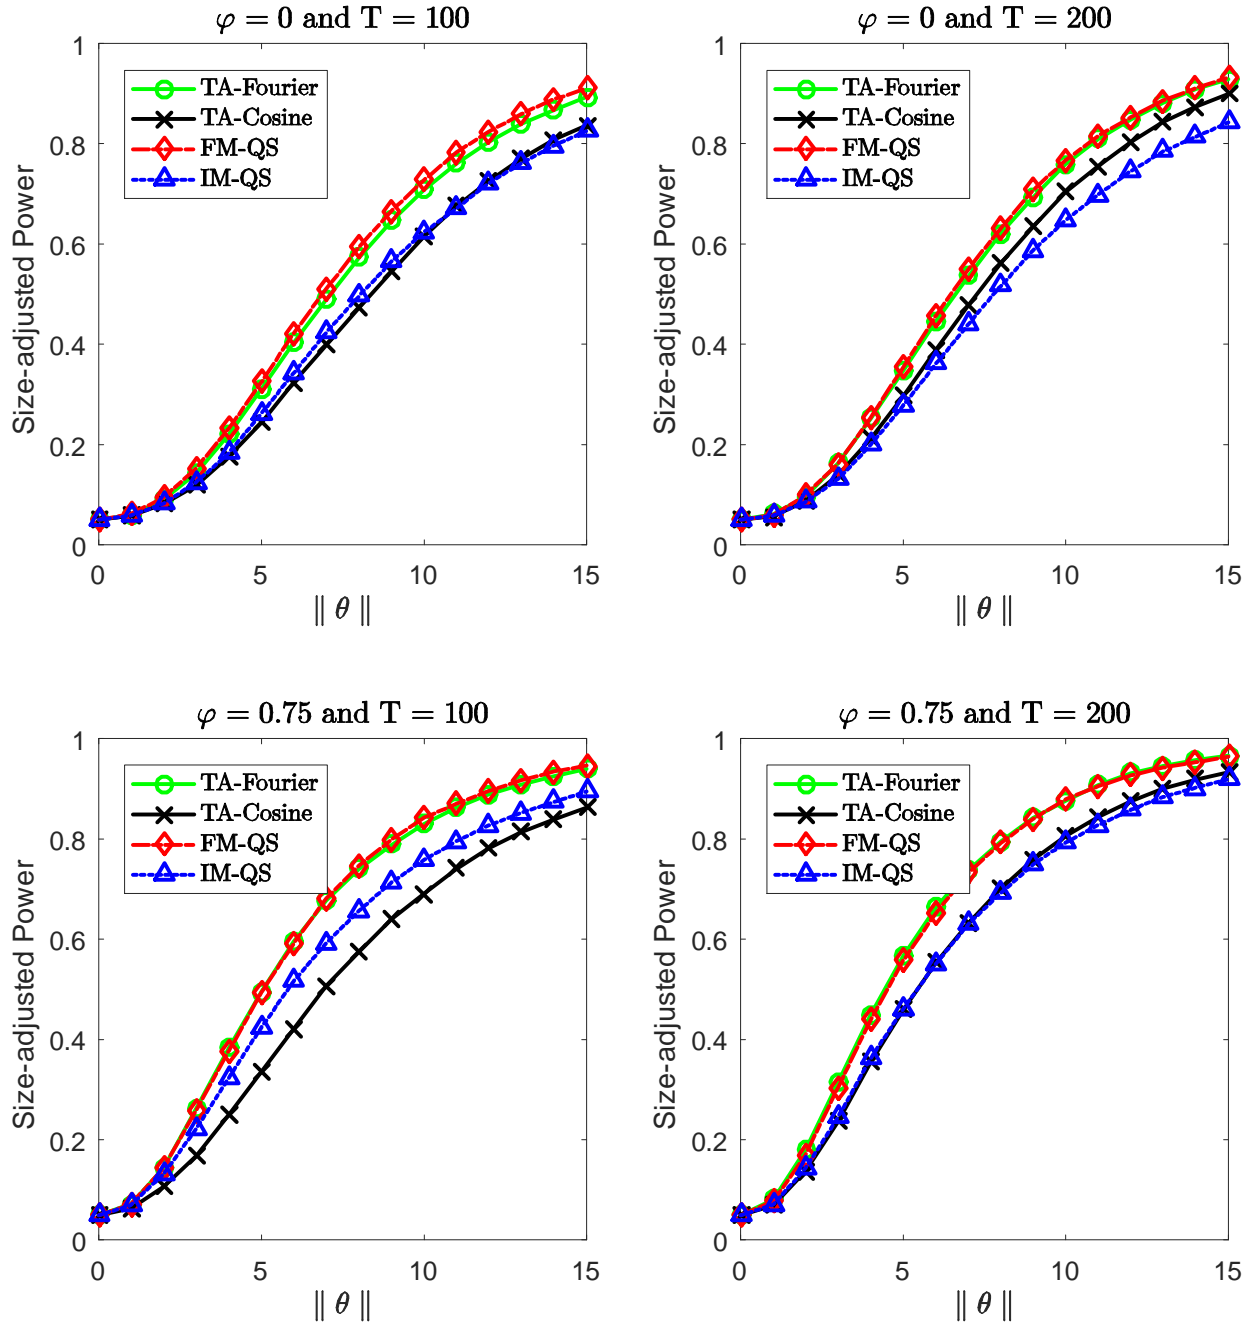 φ = 0 and T = 100
1
0.8
0.6
0.4
0.2
0
Size-adjusted Power
TA-Fourier
TA-Cosine
FM-QS
IM-QS
0 5 10 15
‖ θ ‖
φ = 0 and T = 200
1
0.8
0.6
0.4
0.2
0
Size-adjusted Power
TA-Fourier
TA-Cosine
FM-QS
IM-QS
0 5 10 15
‖ θ ‖
φ = 0.75 and T = 100
1
0.8
0.6
0.4
0.2
0
Size-adjusted Power
TA-Fourier
TA-Cosine
FM-QS
IM-QS
0 5 10 15
‖ θ ‖
φ = 0.75 and T = 200
1
0.8
0.6
0.4
0.2
0
Size-adjusted Power
TA-Fourier
TA-Cosine
FM-QS
IM-QS
0 5 10 15
‖ θ ‖